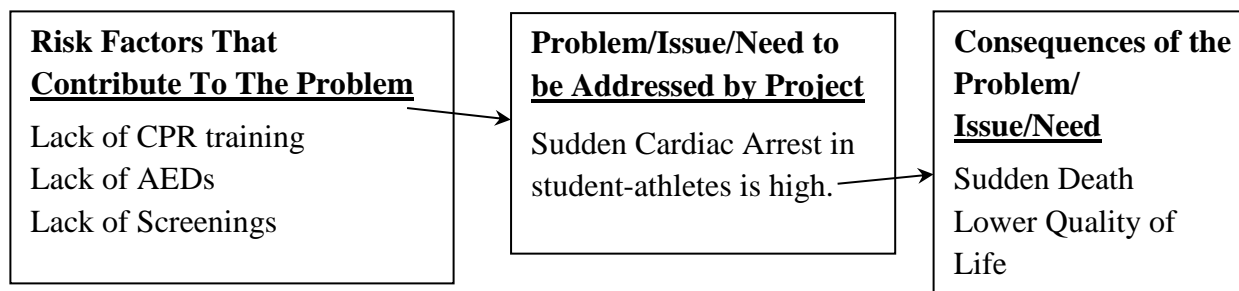 Risk Factors That
Contribute To The Problem
Lack of CPR training
Lack of AEDs
Lack of Screenings
Problem/Issue/Need to
be Addressed by Project
Sudden Cardiac Arrest in
student-athletes is high.
Consequences of the
Problem/
Issue/Need
Sudden Death
Lower Quality of
Life